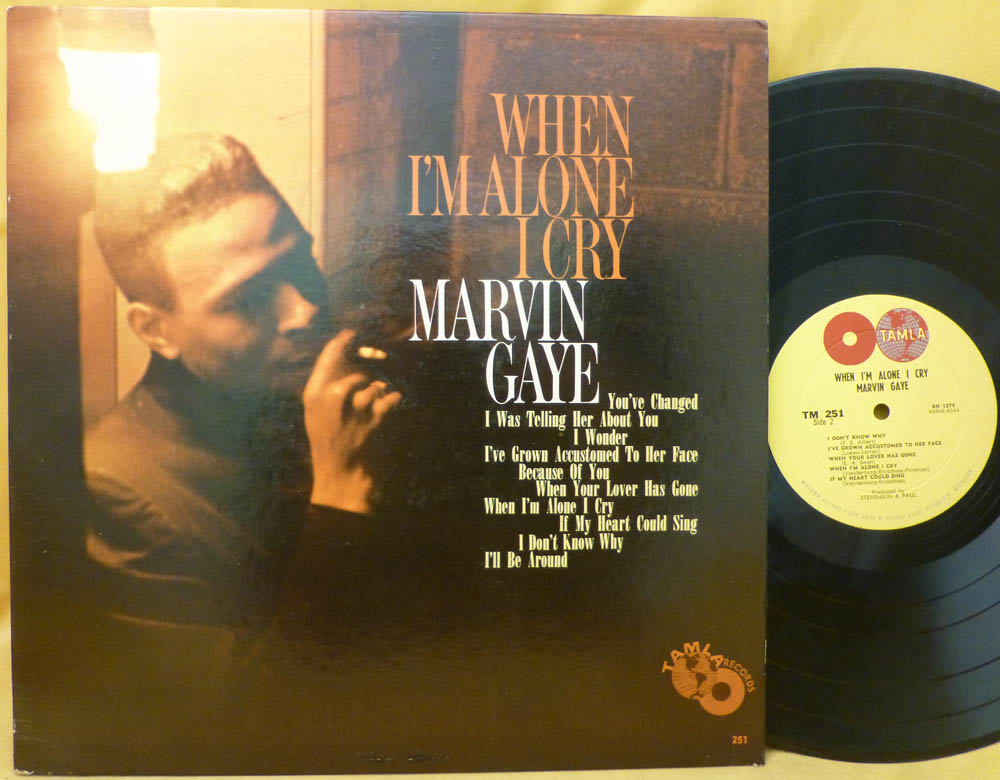 WHEN
I'M ALONE
I CRY
MARVIN
GAYE
You've Changed
I Was Telling Her About You
I Wonder
I've Grown Accustomed To Her Face
Because Of You
When Your Lover Has Gone
When I'm Alone I Cry
If My Heart Could Sing
I Don't Know Why
I'll Be Around
TAMLA RECORDS
251
TAMLA
WHEN I'M ALONE I CRY
MARVIN GAYE
TM 251
Side 2
I DON'T KNOW WHY
I'VE GROWN ACCUSTOMED TO HER FACE
(Loewe-Lerner)
WHEN YOUR LOVER HAS GONE
(E. A. Swan)
WHEN I'M ALONE I CRY
IF MY HEART COULD SING
Produced by
STEVENSON & PAUL